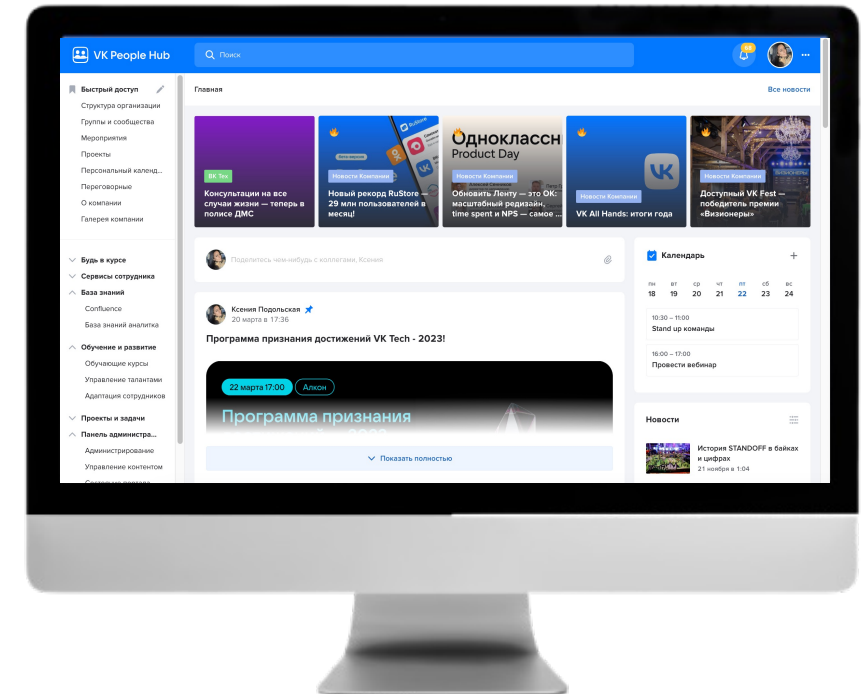 VK People Hub
Поиск
68
Быстрый доступ
Структура организации
Группы и сообщества
Мероприятия
Проекты
Персональный календ...
Переговорные
О компании
Галерея компании
Будь в курсе
Сервисы сотрудника
База знаний
Confluence
База знаний аналитка
Обучение и развитие
Обучающие курсы
Управление талантами
Адаптация сотрудников
Проекты и задачи
Панель администра...
Администрирование
Управление контентом
Главная
Все новости
ВК Tex
Консультации на все
случаи жизни — теперь в
полисе ДМС
RuStore
Новости Компании
Новый рекорд RuStore —
29 млн пользователей в
месяц!
Одноклассн
Product Day
Новости Компании
Обновить Ленту — это ОК:
масштабный редизайн,
time spent и NPS — самое ...
Новости Компании
VK All Hands: итоги года
Новости Компании
Доступный VK Fest —
победитель премии
«Визионеры»
Поделитесь чем-нибудь с коллегами, Ксения
Ксения Подольская
20 марта в 17:36
Программа признания достижений VK Tech - 2023!
22 марта 17:00
Алкон
Программа признания
Показать полностью
Календарь
пн вт ср чт пт сб вс
18 19 20 21 22 23 24
10:30 – 11:00
Stand up команды
16:00 – 17:00
Провести вебинар
Новости
История STANDOFF в байках
и цифрах
21 ноября в 1:04